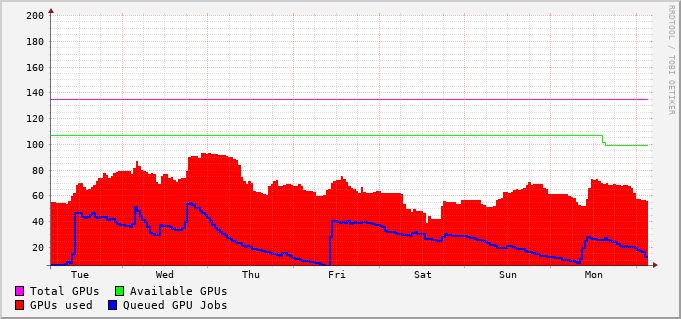 RRDTOOL / TOBI OETIKER
200
180
160
140
120
100
80
60
40
20
Tue Wed Thu Fri Sat Sun Mon
Total GPUs Available GPUs
GPUs used Queued GPU Jobs